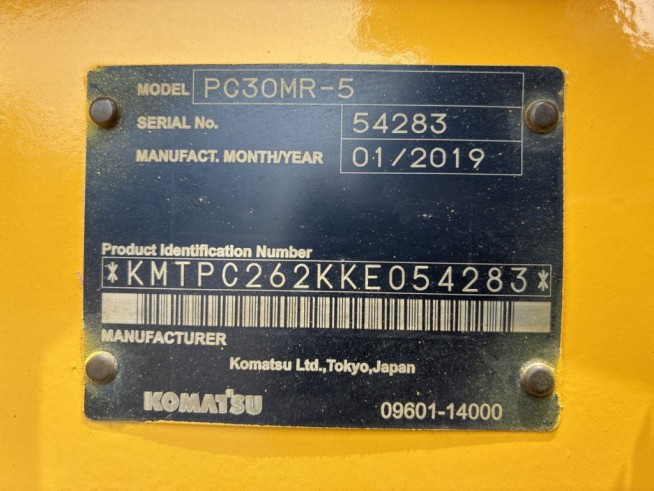 MODEL PC30MR-5
SERIAL No. 54283
MANUFACT. MONTH/YEAR 01/2019
Product Identification Number
*KMTPC262KKE054283*
MANUFACTURER
Komatsu Ltd.,Tokyo,Japan
KOMATSU 09601-14000